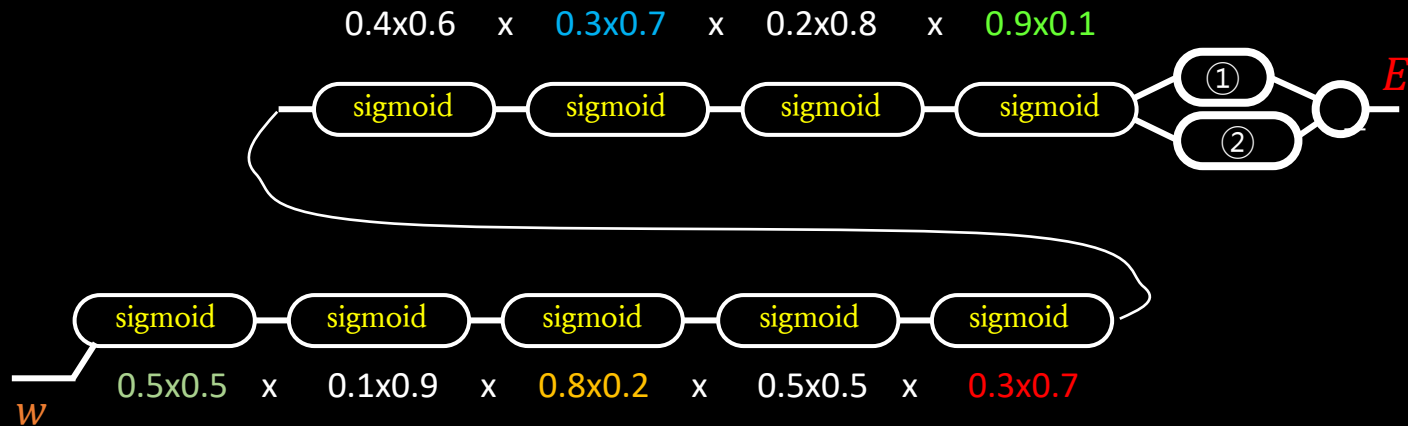 0.4x0.6 x 0.3x0.7 x 0.2x0.8 x 0.9x0.1
sigmoid sigmoid sigmoid sigmoid ① E
②
sigmoid sigmoid sigmoid sigmoid sigmoid
0.5x0.5 x 0.1x0.9 x 0.8x0.2 x 0.5x0.5 x 0.3x0.7
w